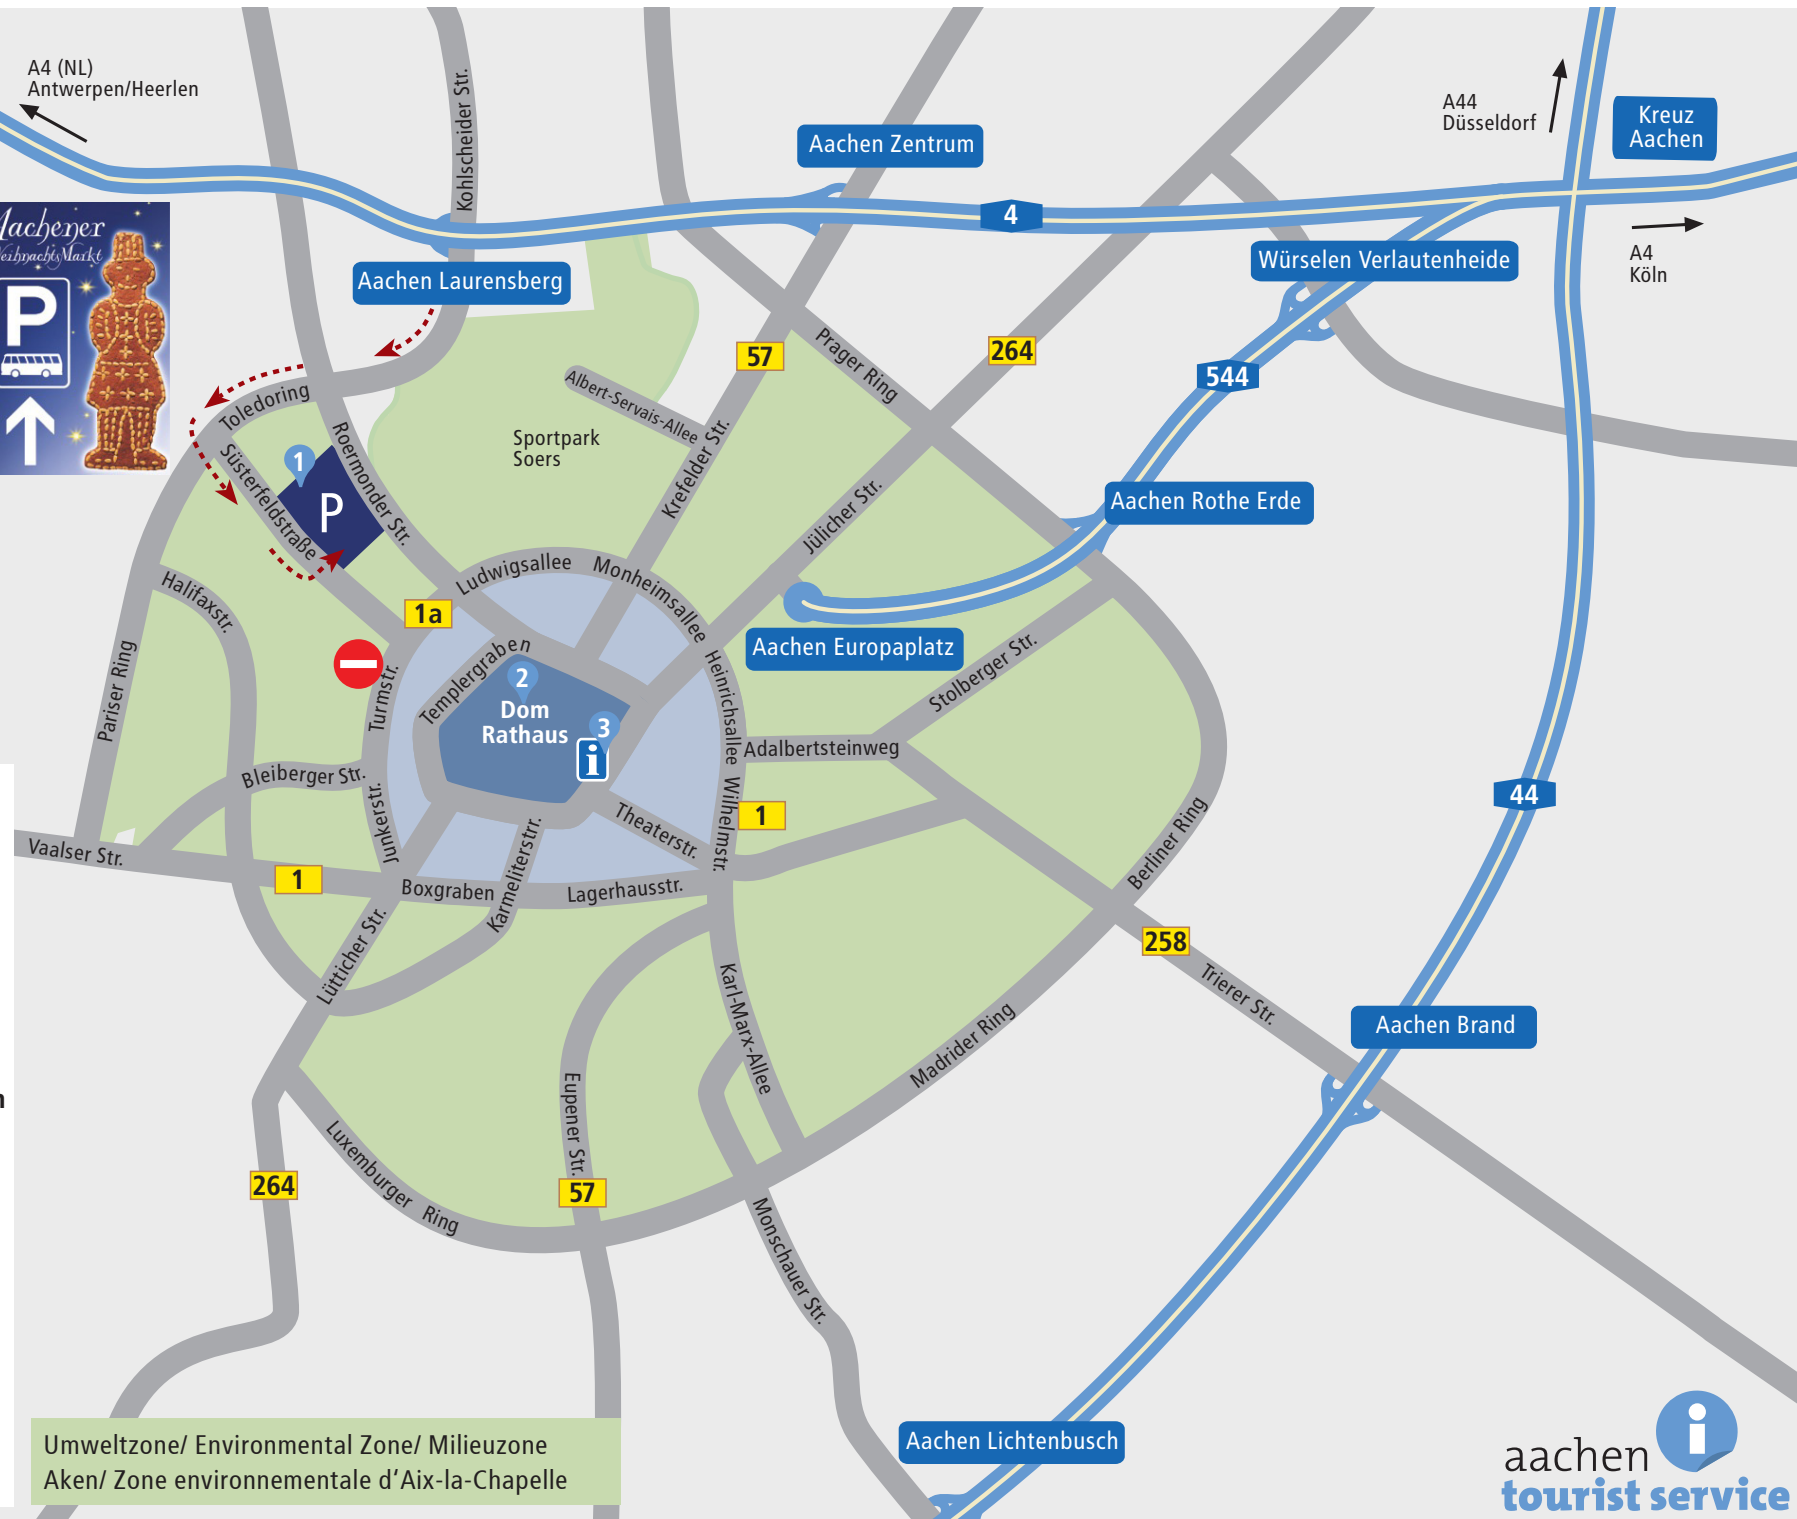 A4 (NL)
Antwerpen/Heerlen
Kohlscheider Str.
Aachen Zentrum
A44
Düsseldorf
Kreuz
Aachen
4
Aachener
WeihnachtsMarkt
P
Aachen Laurensberg
Würselen Verlautenheide
A4
Köln
57
Prager Ring
264
544
Albert-Servais-Allee
Toledoring
Roermonder Str.
Sportpark
Soers
Krefelder Str.
Süsterfeldstraße
1
P
Jülicher Str.
Aachen Rothe Erde
Ludwigsallee
Monheimsallee
Halifaxstr.
1a
Aachen Europaplatz
Pariser Ring
Turmstr.
Templergraben
2
Dom
Rathaus
3
i
Heinrichsallee
Stolberger Str.
Adalbertsteinweg
Bleiberger Str.
Junkerstr.
Theaterstr.
Wilhelmstr.
1
44
Berliner Ring
Vaalser Str.
1
Boxgraben
Karmeliterstrr.
Lagerhausstr.
Lütticher Str.
258
Trierer Str.
Karl-Marx-Allee
Madrider Ring
Aachen Brand
n
Eupener Str.
Luxemburger Ring
264
57
Monschauer Str.
Aachen Lichtenbusch
Umweltzone/ Environmental Zone/ Milieuzone
Aken/ Zone environnementale d‘Aix-la-Chapelle
aachen
i
tourist service